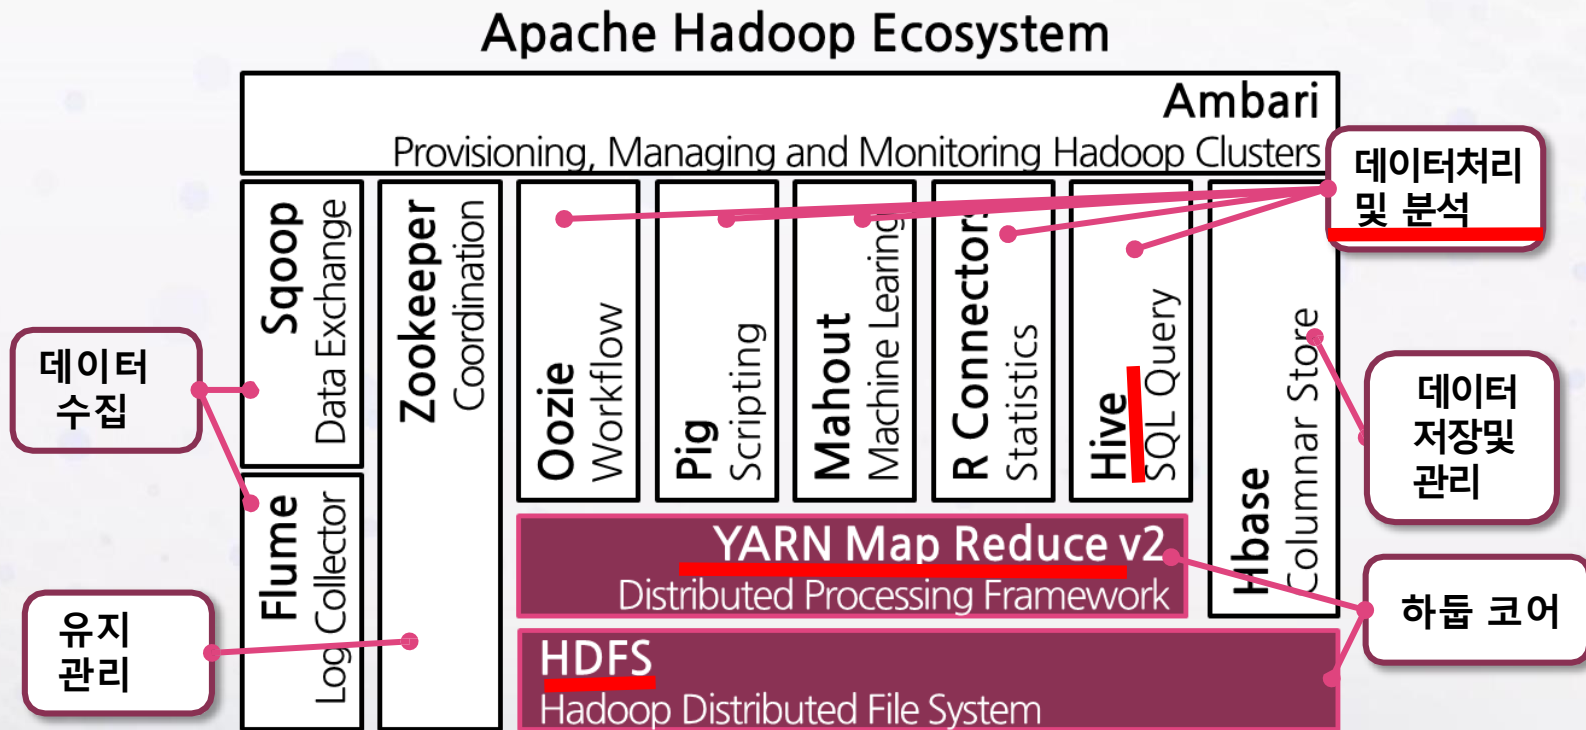 Apache Hadoop Ecosystem
Ambari
Provisioning, Managing and Monitoring Hadoop Clusters
데이터처리
및 분석
Sqoop
Data Exchange
Zookeeper
Coordination
Oozie
Workflow
Pig
Scripting
Mahout
Machine Learing
R Connectors
Statistics
Hive
SQL Query
Hbase
Columnar Store
데이터
수집
데이터
저장및
관리
Flume
Log Collector
YARN Map Reduce v2
Distributed Processing Framework
하둡 코어
유지
관리
HDFS
Hadoop Distributed File System